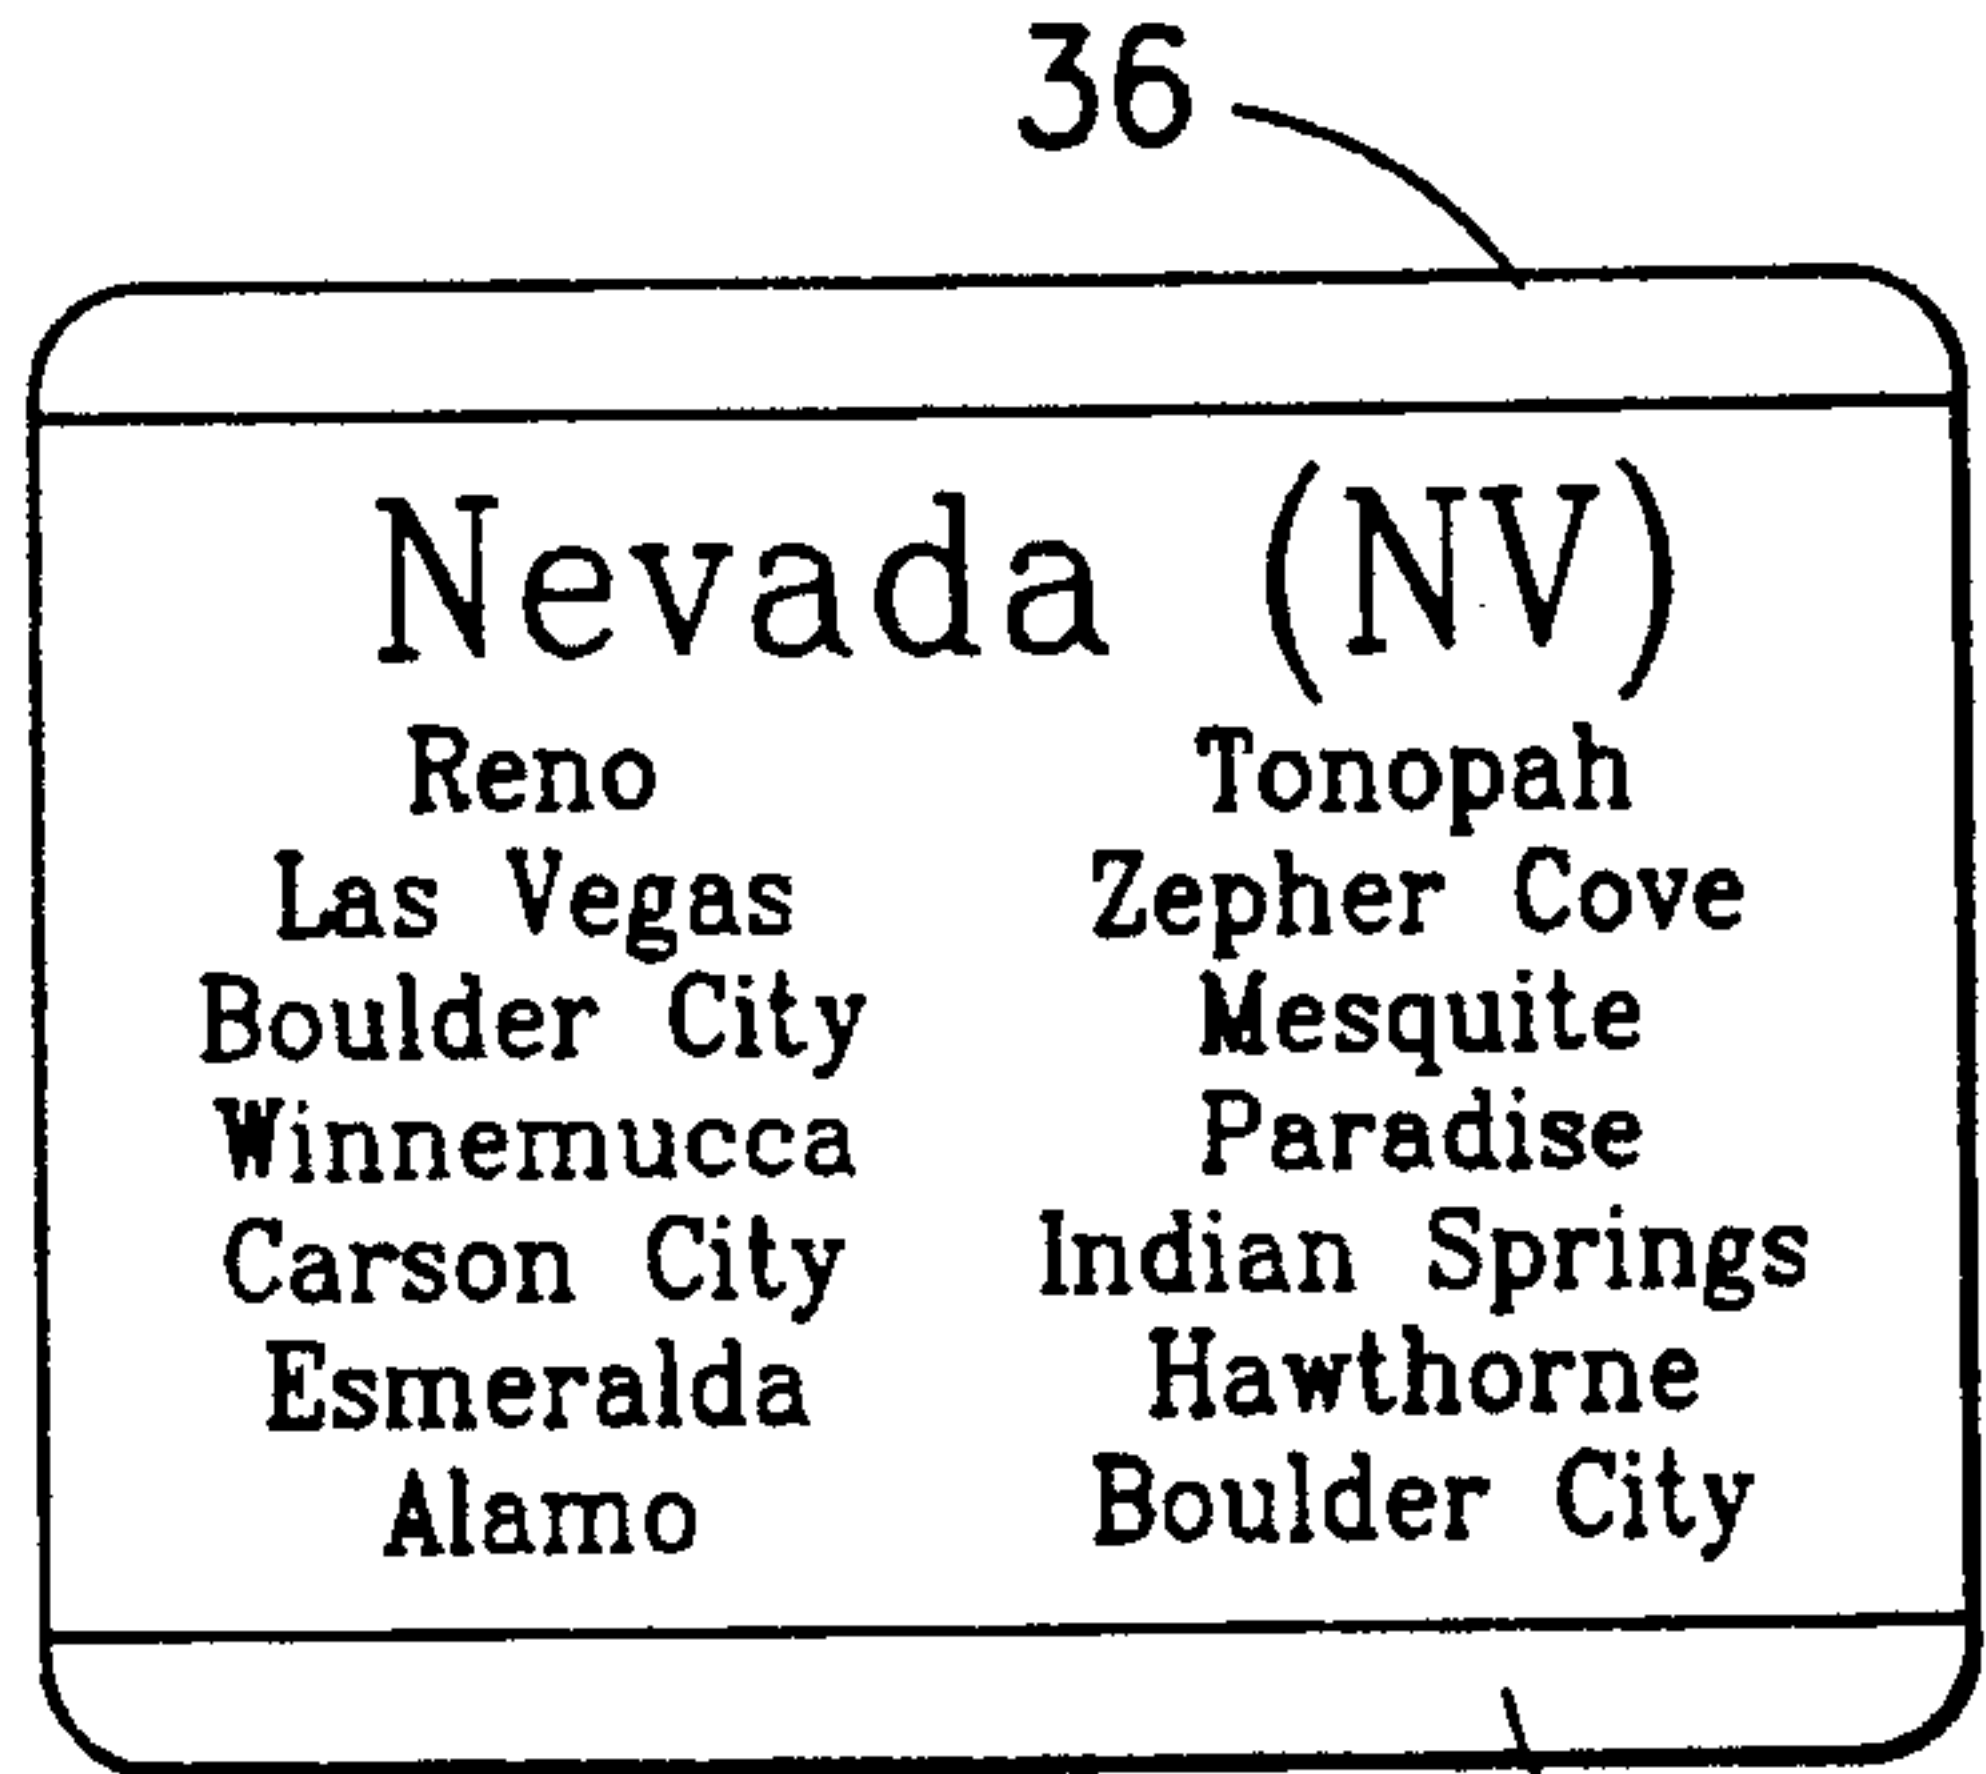 36
Nevada (NV)
Reno Tonopah
Las Vegas Zepher Cove
Boulder City Mesquite
Winnemucca Paradise
Carson City Indian Springs
Esmeralda Hawthorne
Alamo Boulder City